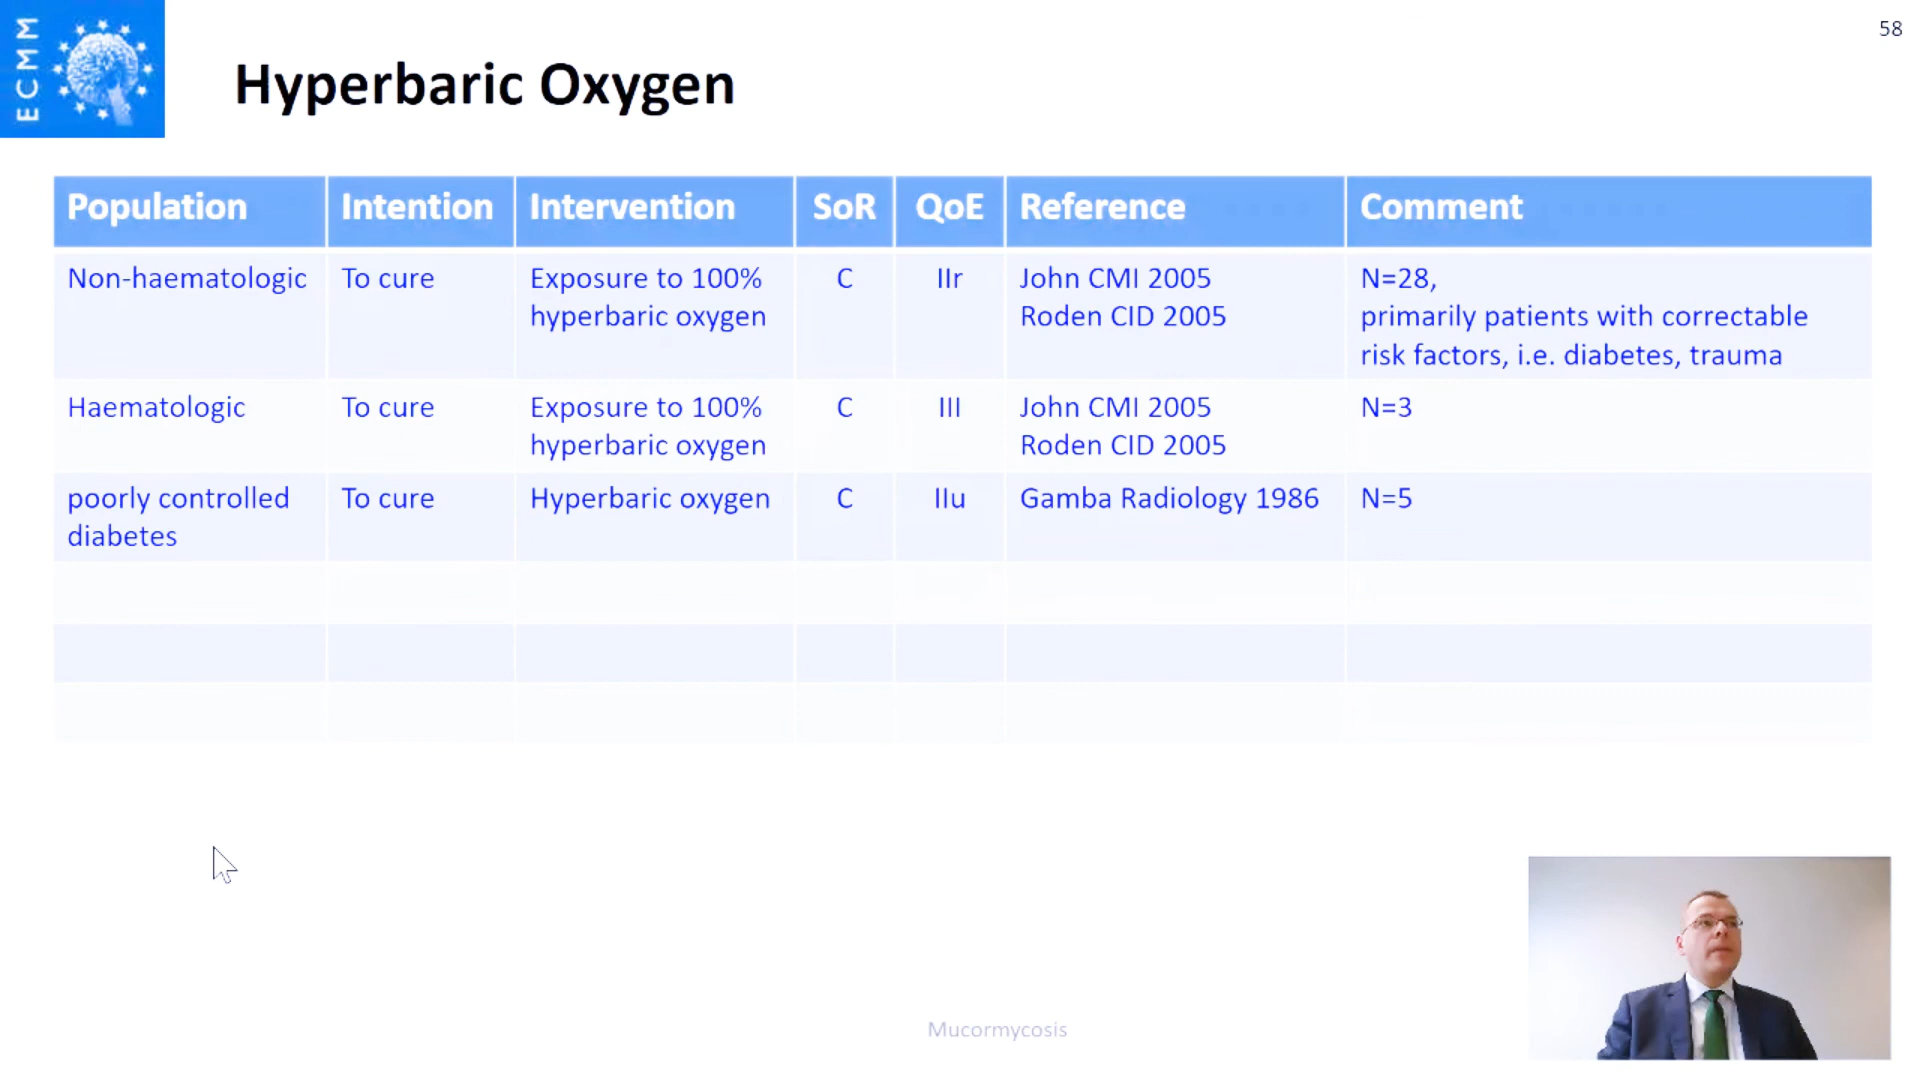 ECMM
58
Hyperbaric Oxygen
Population Intention Intervention SoR QoE Reference Comment
Non-haematologic To cure Exposure to 100% C IIr John CMI 2005 N=28,
hyperbaric oxygen Roden CID 2005 primarily patients with correctable
risk factors, i.e. diabetes, trauma
Haematologic To cure Exposure to 100% C III John CMI 2005 N=3
hyperbaric oxygen Roden CID 2005
poorly controlled To cure Hyperbaric oxygen C IIu Gamba Radiology 1986 N=5
diabetes
Mucormycosis